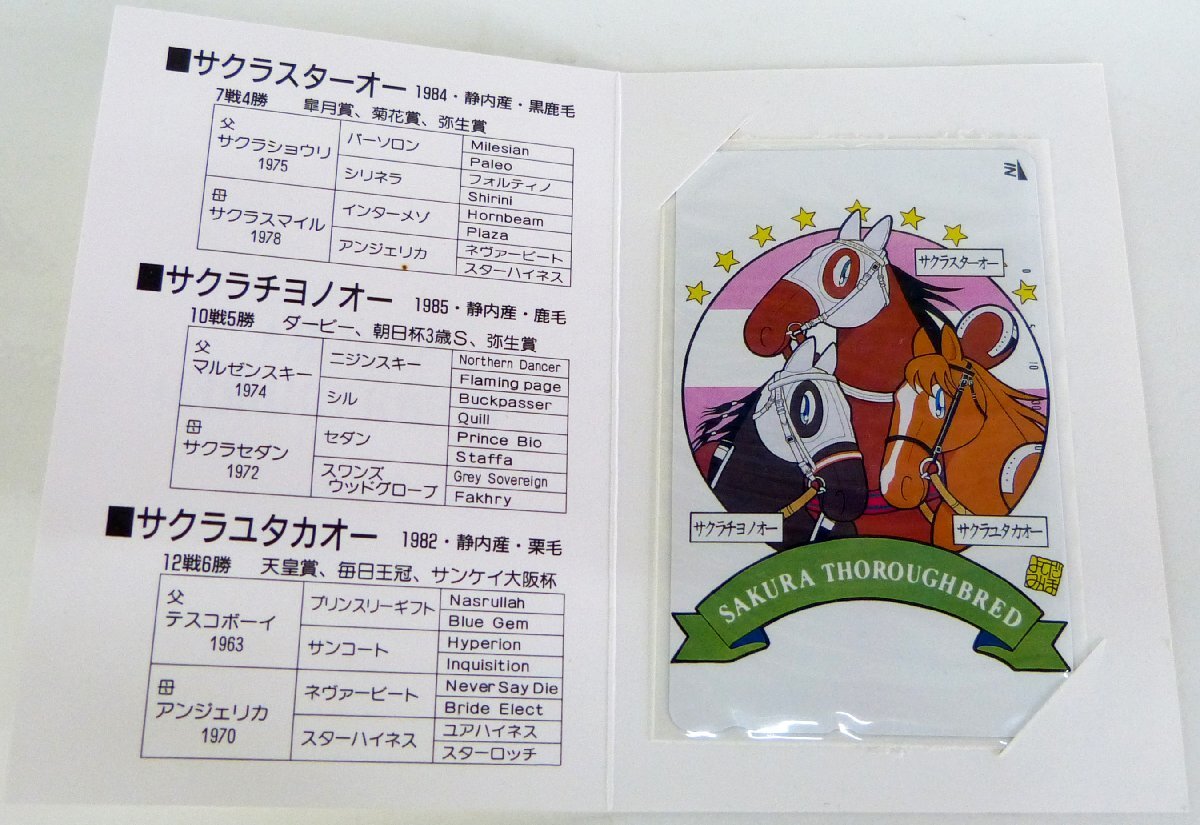 ■サクラスターオー 1984・静内産・黒鹿毛
7戦4勝 皐月賞、菊花賞、弥生賞
父
サクラショウリ
1975
パーソロン
Milesian
Paleo
シリネラ
フォルティノ
Shirini
母
サクラスマイル
1978
インターメゾ
Hornbeam
Plaza
アンジェリカ
ネヴァービート
スターハイネス
■サクラチヨノオー 1985・静内産・鹿毛
10戦5勝 ダービー、朝日杯3歳S、弥生賞
父
マルゼンスキー
1974
ニジンスキー
Northern Dancer
Flaming page
シル
Buckpasser
Quill
母
サクラセダン
1972
セダン
Prince Bio
Staffa
スワンズ
ウッドグローブ
Grey Sovereign
Fakhry
■サクラユタカオー 1982・静内産・栗毛
12戦6勝 天皇賞、毎日王冠、サンケイ大阪杯
父
テスコボーイ
1963
プリンスリーギフト
Nasrullah
Blue Gem
サンコート
Hyperion
Inquisition
母
アンジェリカ
1970
ネヴァービート
Never Say Die
Bride Elect
スターハイネス
ユアハイネス
スターロッチ
IN
サクラスターオー
サクラチヨノオー
サクラユタカオー
SAKURA THOROUGHBRED